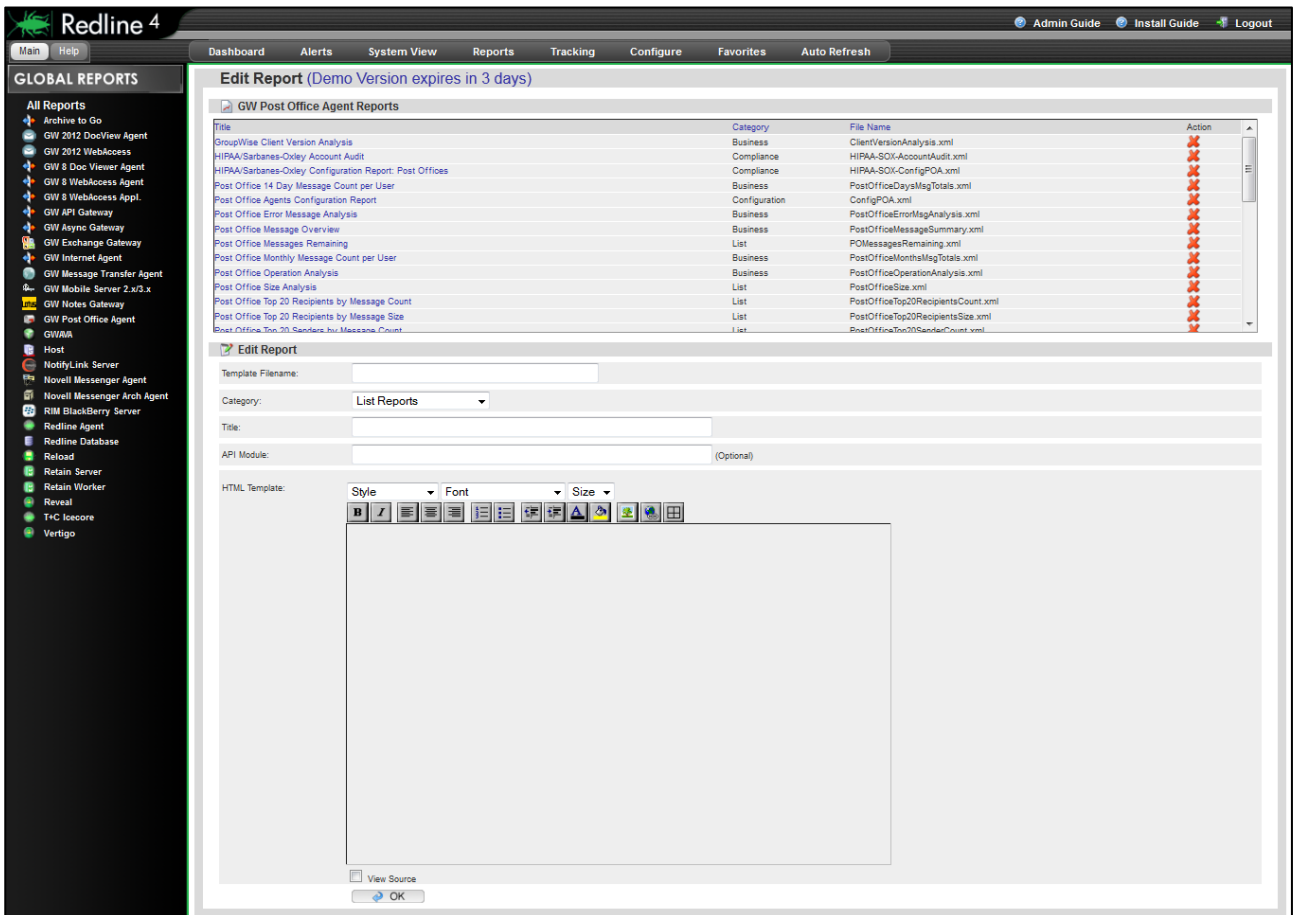 Redline 4
Admin Guide Install Guide Logout
Main Help
Dashboard Alerts System View Reports Tracking Configure Favorites Auto Refresh
GLOBAL REPORTS
All Reports
Archive to Go
GW 2012 DocView Agent
GW 2012 WebAccess
GW 8 Doc Viewer Agent
GW 8 WebAccess Agent
GW 8 WebAccess Appl.
GW API Gateway
GW Async Gateway
GW Exchange Gateway
GW Internet Agent
GW Message Transfer Agent
GW Mobile Server 2.x/3.x
GW Notes Gateway
GW Post Office Agent
GWAVA
Host
NotifyLink Server
Novell Messenger Agent
Novell Messenger Arch Agent
RIM BlackBerry Server
Redline Agent
Redline Database
Reload
Retain Server
Retain Worker
Reveal
T+C Icecore
Vertigo
Edit Report (Demo Version expires in 3 days)
GW Post Office Agent Reports
Title Category File Name Action
GroupWise Client Version Analysis Business ClientVersionAnalysis.xml
HIPAA/Sarbanes-Oxley Account Audit Compliance HIPAA-SOX-AccountAudit.xml
HIPAA/Sarbanes-Oxley Configuration Report: Post Offices Compliance HIPAA-SOX-ConfigPOA.xml
Post Office 14 Day Message Count per User Business PostOfficeDaysMsgTotals.xml
Post Office Agents Configuration Report Configuration ConfigPOA.xml
Post Office Error Message Analysis Business PostOfficeErrorMsgAnalysis.xml
Post Office Message Overview Business PostOfficeMessageSummary.xml
Post Office Messages Remaining List POMessagesRemaining.xml
Post Office Monthly Message Count per User Business PostOfficeMonthsMsgTotals.xml
Post Office Operation Analysis Business PostOfficeOperationAnalysis.xml
Post Office Size Analysis List PostOfficeSize.xml
Post Office Top 20 Recipients by Message Count List PostOfficeTop20RecipientsCount.xml
Post Office Top 20 Recipients by Message Size List PostOfficeTop20RecipientsSize.xml
Post Office Top 20 Senders by Message Count List PostOfficeTop20SenderCount.xml
Edit Report
Template Filename:
Category: List Reports
Title:
API Module: (Optional)
HTML Template: Style Font Size
B I A
View Source
OK